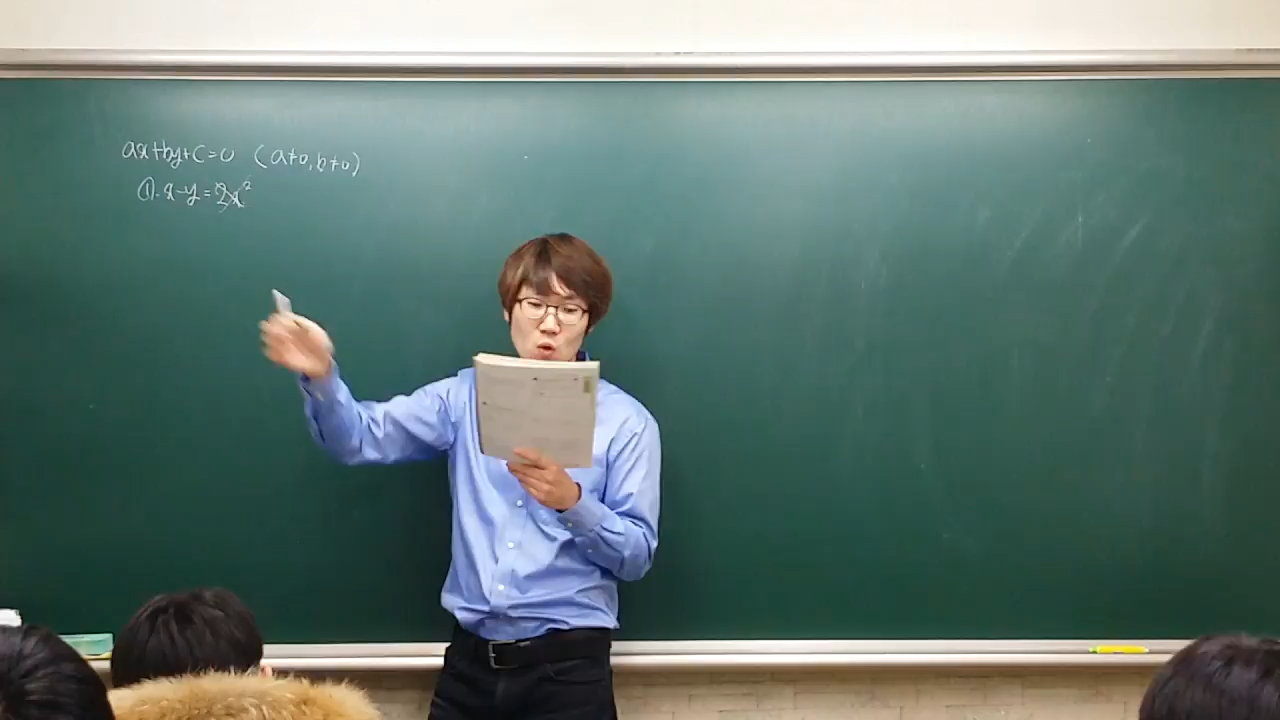 ax+by+c=0 (a≠0, b≠0)
①. x-y=2x²